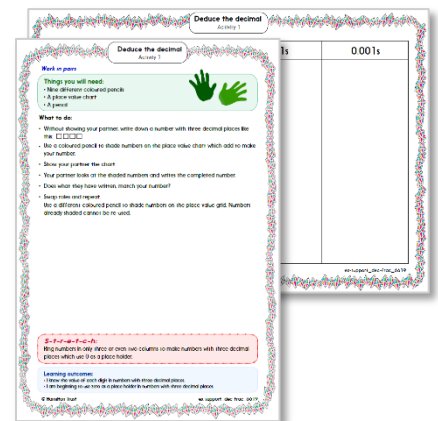 Deduce the decimal
Activity 1
1s
0.001s
Deduce the decimal
Activity 1
Work in pairs
Things you will need:
• Nine different coloured pencils
• A place value chart
• A pencil
What to do:
• Without showing your partner, write down a number with three decimal places like
this: □.□□□
• Use a coloured pencil to shade numbers on the place value chart which add to make
your number.
• Show your partner the chart.
• Your partner looks at the shaded numbers and writes the completed number.
• Does what they have written, match your number?
• Swap roles and repeat.
Use a different coloured pencil to shade numbers on the place value grid. Numbers
already shaded cannot be re used.
S-t-r-e-t-c-h:
Ring numbers in only three or even two columns to make numbers with three decimal
places which use 0 as a place holder.
Learning outcomes:
• I know the value of each digit in numbers with three decimal places.
• I am beginning to use zero as a place holder in numbers with three decimal places.
© Hamilton Trust
ex-support_dec-frac_6619
ex-support_dec-frac_6619